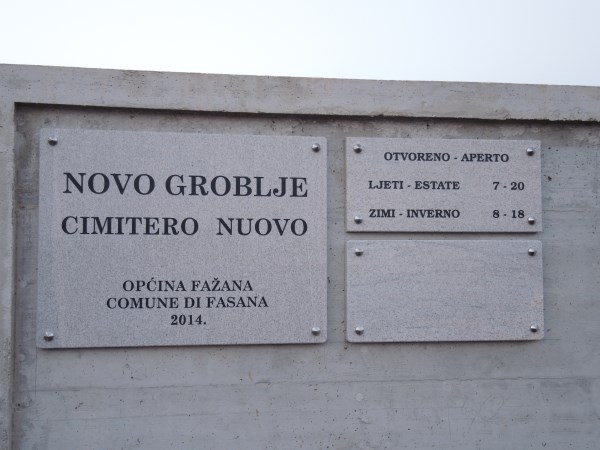 NOVO GROBLJE
CIMITERO NUOVO
OPĆINA FAŽANA
COMUNE DI FASANA
2014.
OTVORENO - APERTO
LJETI - ESTATE 7 - 20
ZIMI - INVERNO 8 - 18